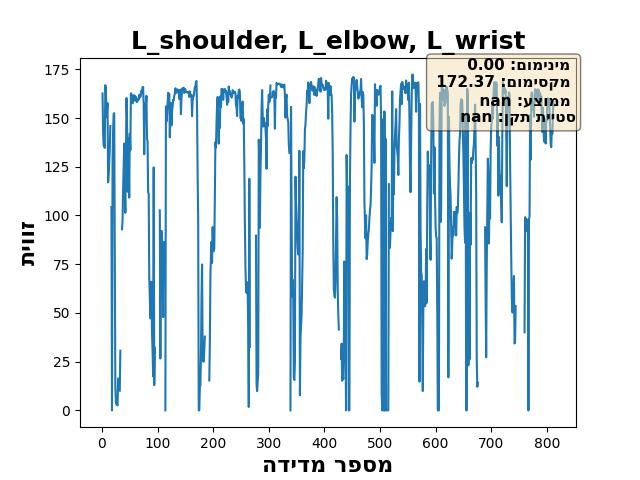 L_shoulder, L_elbow, L_wrist
מינימום: 0.00
מקסימום: 172.37
ממוצע: nan
סטיית תקן: nan
175
150
125
100
75
50
25
0
זווית
0 100 200 300 400 500 600 700 800
מספר מדידה